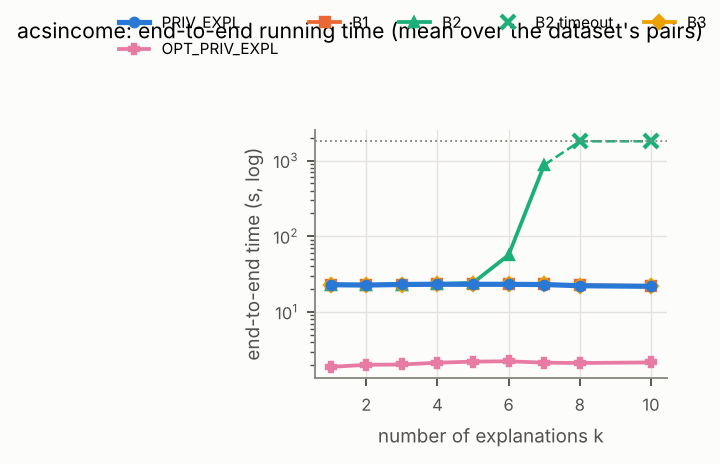 PRIV_EXPL B1 B2 B2 timeout B3
acsincome: end-to-end running time (mean over the dataset's pairs)
OPT_PRIV_EXPL
end-to-end time (s, log)
10³
10²
10¹
2 4 6 8 10
number of explanations k